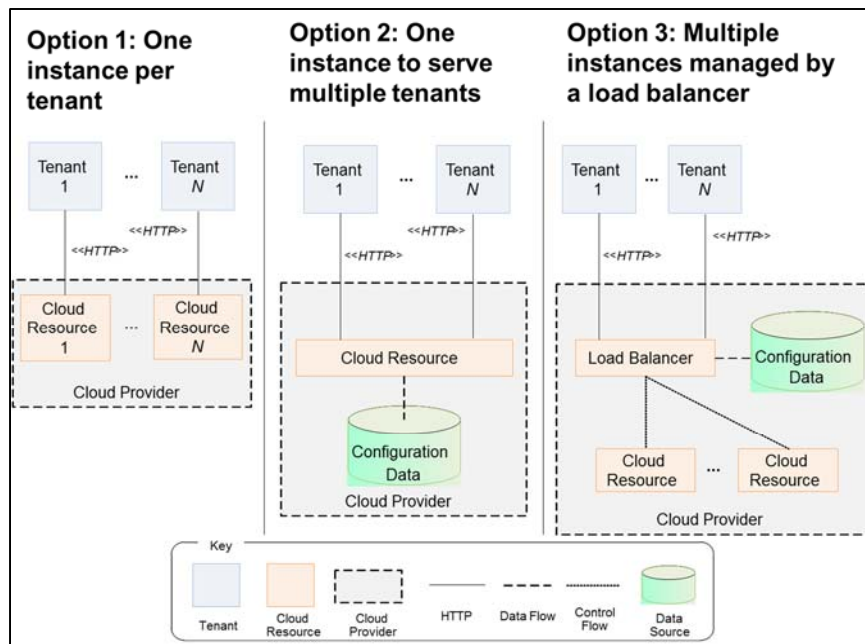 Option 1: One
instance per
tenant
Tenant
1
...
Tenant
N
<<HTTP>>
<<HTTP>>
Cloud
Resource
1
...
Cloud
Resource
N
Cloud Provider
Option 2: One
instance to serve
multiple tenants
Tenant
1
...
Tenant
N
<<HTTP>>
<<HTTP>>
Cloud Resource
Configuration
Data
Cloud Provider
Option 3: Multiple
instances managed by
a load balancer
Tenant
1
...
Tenant
N
<<HTTP>>
<<HTTP>>
Load Balancer
Configuration
Data
Cloud
Resource
...
Cloud
Resource
Cloud Provider
Key
Tenant
Cloud
Resource
Cloud
Provider
HTTP
Data Flow
Control
Flow
Data
Source